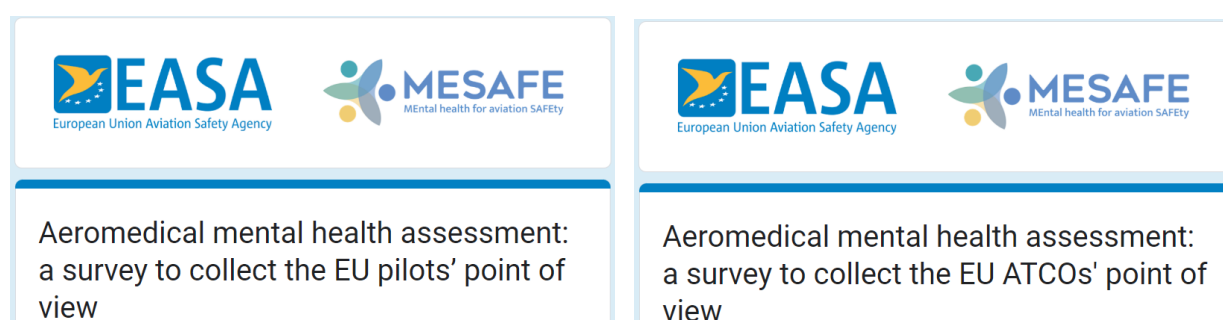 EASA
European Union Aviation Safety Agency
MESAFE
MEntal health for aviation SAFEty
Aeromedical mental health assessment:
a survey to collect the EU pilots’ point of
view
EASA
European Union Aviation Safety Agency
MESAFE
MEntal health for aviation SAFEty
Aeromedical mental health assessment:
a survey to collect the EU ATCOs' point of
view